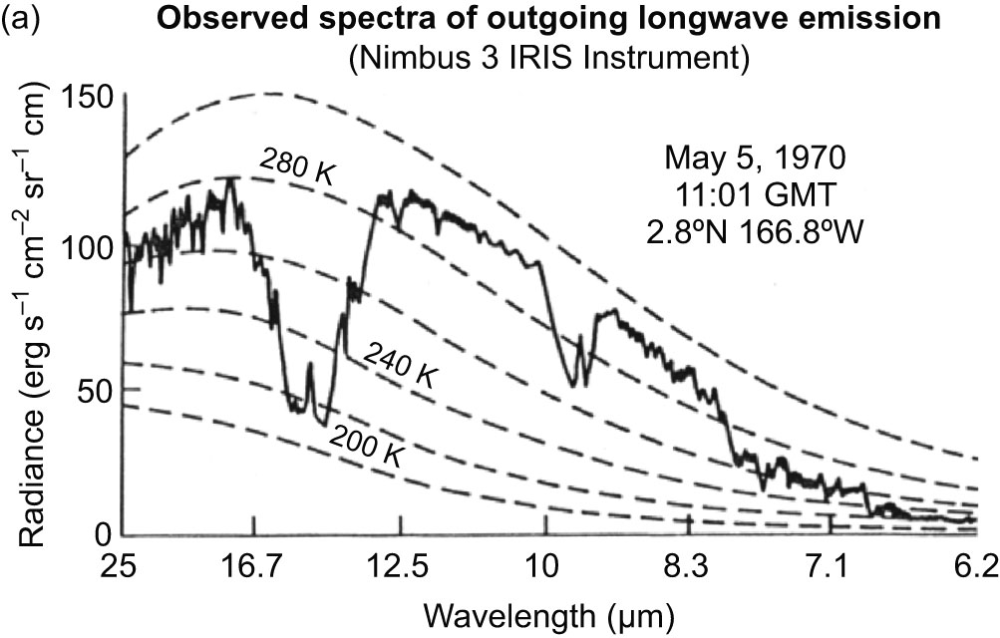 (a)
Observed spectra of outgoing longwave emission
(Nimbus 3 IRIS Instrument)
150
100
50
0
Radiance (erg s⁻¹ cm⁻² sr⁻¹ cm)
280 K
240 K
200 K
May 5, 1970
11:01 GMT
2.8ºN 166.8ºW
25 16.7 12.5 10 8.3 7.1 6.2
Wavelength (μm)